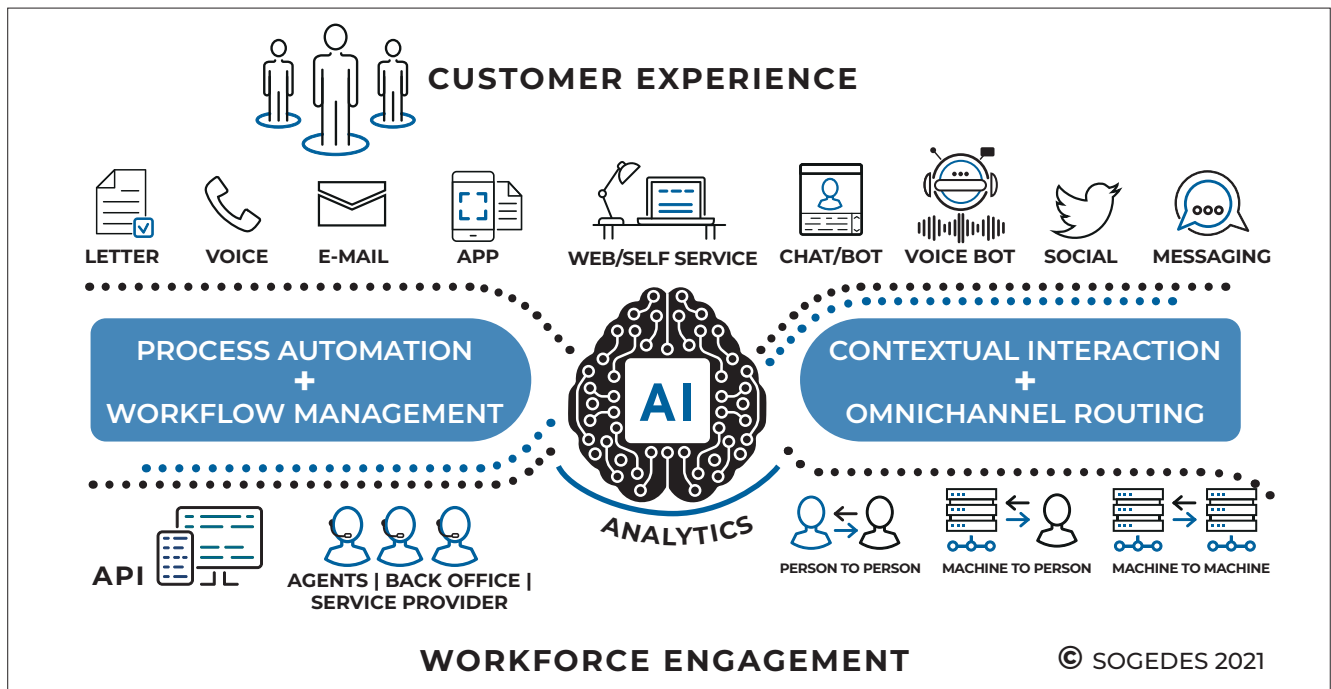 CUSTOMER EXPERIENCE
LETTER
VOICE
E-MAIL
APP
WEB/SELF SERVICE
CHAT/BOT
VOICE BOT
SOCIAL
MESSAGING
PROCESS AUTOMATION
+
WORKFLOW MANAGEMENT
AI
CONTEXTUAL INTERACTION
+
OMNICHANNEL ROUTING
ANALYTICS
API
AGENTS | BACK OFFICE |
SERVICE PROVIDER
PERSON TO PERSON
MACHINE TO PERSON
MACHINE TO MACHINE
WORKFORCE ENGAGEMENT
© SOGEDES 2021